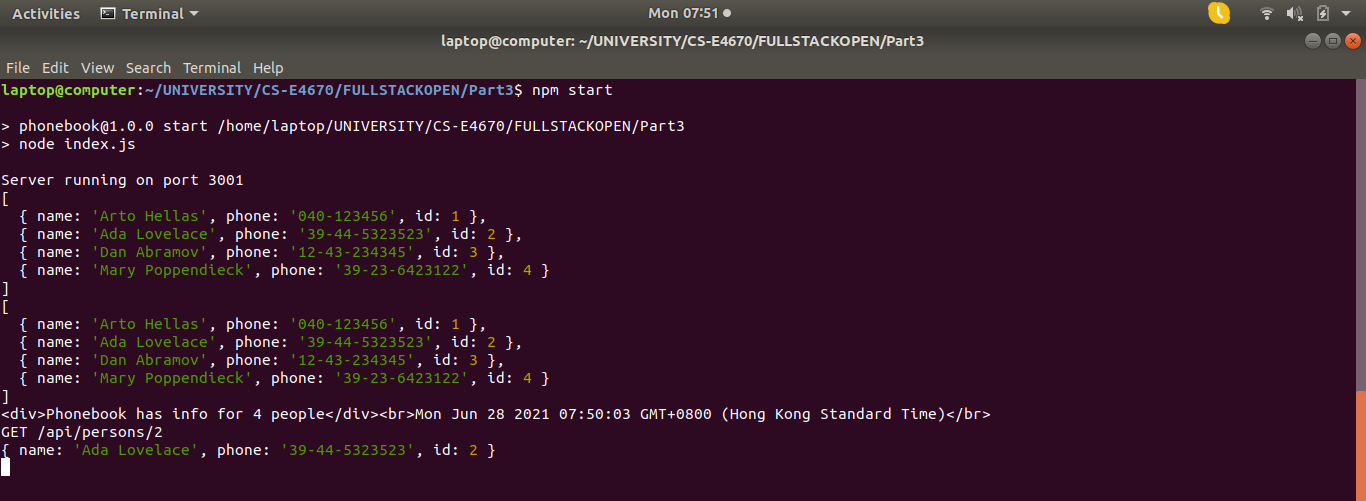 Activities Terminal Mon 07:51
laptop@computer: ~/UNIVERSITY/CS-E4670/FULLSTACKOPEN/Part3
File Edit View Search Terminal Help
laptop@computer:~/UNIVERSITY/CS-E4670/FULLSTACKOPEN/Part3$ npm start
> phonebook@1.0.0 start /home/laptop/UNIVERSITY/CS-E4670/FULLSTACKOPEN/Part3
> node index.js
Server running on port 3001
[
  { name: 'Arto Hellas', phone: '040-123456', id: 1 },
  { name: 'Ada Lovelace', phone: '39-44-5323523', id: 2 },
  { name: 'Dan Abramov', phone: '12-43-234345', id: 3 },
  { name: 'Mary Poppendieck', phone: '39-23-6423122', id: 4 }
]
[
  { name: 'Arto Hellas', phone: '040-123456', id: 1 },
  { name: 'Ada Lovelace', phone: '39-44-5323523', id: 2 },
  { name: 'Dan Abramov', phone: '12-43-234345', id: 3 },
  { name: 'Mary Poppendieck', phone: '39-23-6423122', id: 4 }
]
<div>Phonebook has info for 4 people</div><br>Mon Jun 28 2021 07:50:03 GMT+0800 (Hong Kong Standard Time)</br>
GET /api/persons/2
{ name: 'Ada Lovelace', phone: '39-44-5323523', id: 2 }